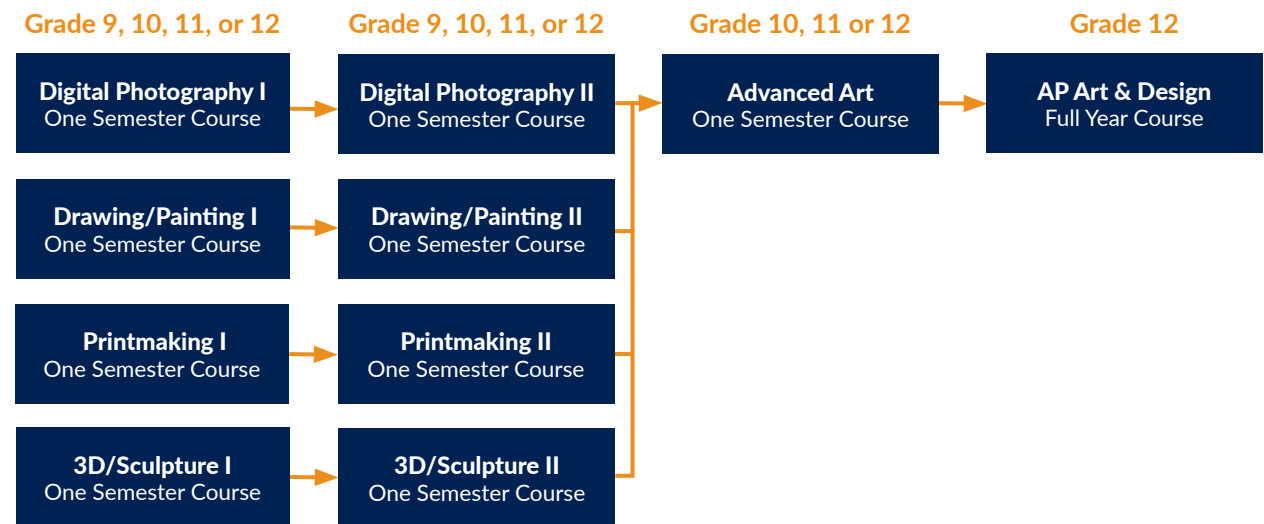 Grade 9, 10, 11, or 12
Grade 9, 10, 11, or 12
Grade 10, 11 or 12
Grade 12
Digital Photography I
One Semester Course
Digital Photography II
One Semester Course
Advanced Art
One Semester Course
AP Art & Design
Full Year Course
Drawing/Painting I
One Semester Course
Drawing/Painting II
One Semester Course
Printmaking I
One Semester Course
Printmaking II
One Semester Course
3D/Sculpture I
One Semester Course
3D/Sculpture II
One Semester Course